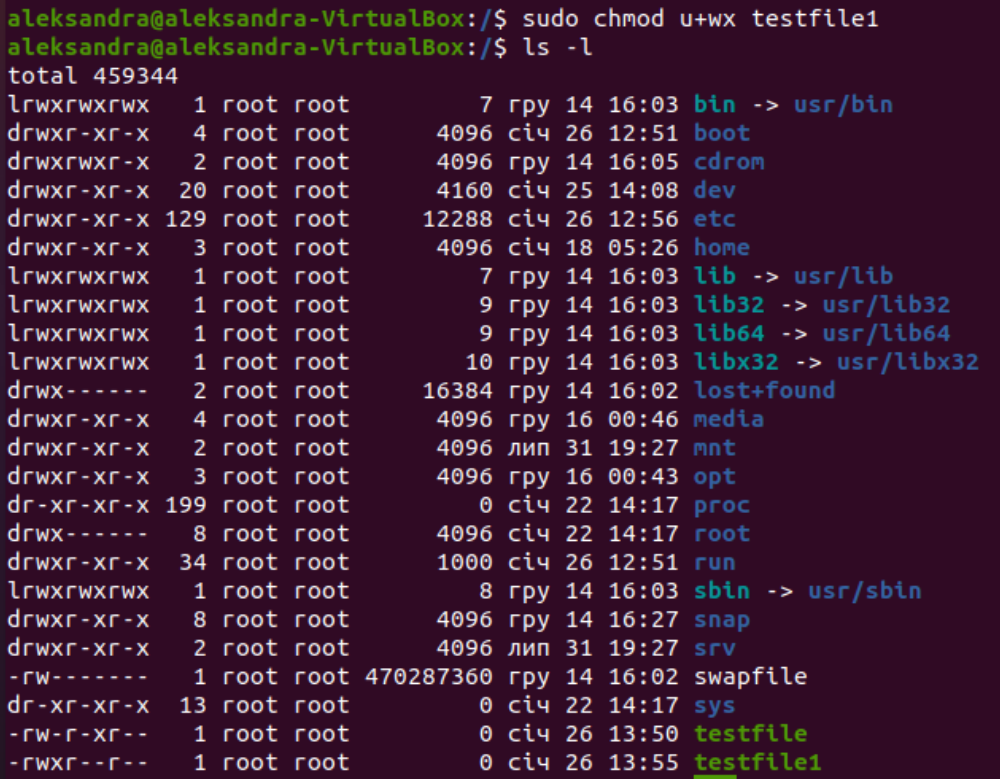 aleksandra@aleksandra-VirtualBox:/$ sudo chmod u+wx testfile1
aleksandra@aleksandra-VirtualBox:/$ ls -l
total 459344
lrwxrwxrwx   1 root root         7 гру 14 16:03 bin -> usr/bin
drwxr-xr-x   4 root root      4096 січ 26 12:51 boot
drwxrwxr-x   2 root root      4096 гру 14 16:05 cdrom
drwxr-xr-x  20 root root      4160 січ 25 14:08 dev
drwxr-xr-x 129 root root     12288 січ 26 12:56 etc
drwxr-xr-x   3 root root      4096 січ 18 05:26 home
lrwxrwxrwx   1 root root         7 гру 14 16:03 lib -> usr/lib
lrwxrwxrwx   1 root root         9 гру 14 16:03 lib32 -> usr/lib32
lrwxrwxrwx   1 root root         9 гру 14 16:03 lib64 -> usr/lib64
lrwxrwxrwx   1 root root        10 гру 14 16:03 libx32 -> usr/libx32
drwx------   2 root root     16384 гру 14 16:02 lost+found
drwxr-xr-x   4 root root      4096 гру 16 00:46 media
drwxr-xr-x   2 root root      4096 лип 31 19:27 mnt
drwxr-xr-x   3 root root      4096 гру 16 00:43 opt
dr-xr-xr-x 199 root root         0 січ 22 14:17 proc
drwx------   8 root root      4096 січ 22 14:17 root
drwxr-xr-x  34 root root      1000 січ 26 12:51 run
lrwxrwxrwx   1 root root         8 гру 14 16:03 sbin -> usr/sbin
drwxr-xr-x   8 root root      4096 гру 14 16:27 snap
drwxr-xr-x   2 root root      4096 лип 31 19:27 srv
-rw-------   1 root root 470287360 гру 14 16:02 swapfile
dr-xr-xr-x  13 root root         0 січ 22 14:17 sys
-rw-r-xr--   1 root root         0 січ 26 13:50 testfile
-rwxr--r--   1 root root         0 січ 26 13:55 testfile1